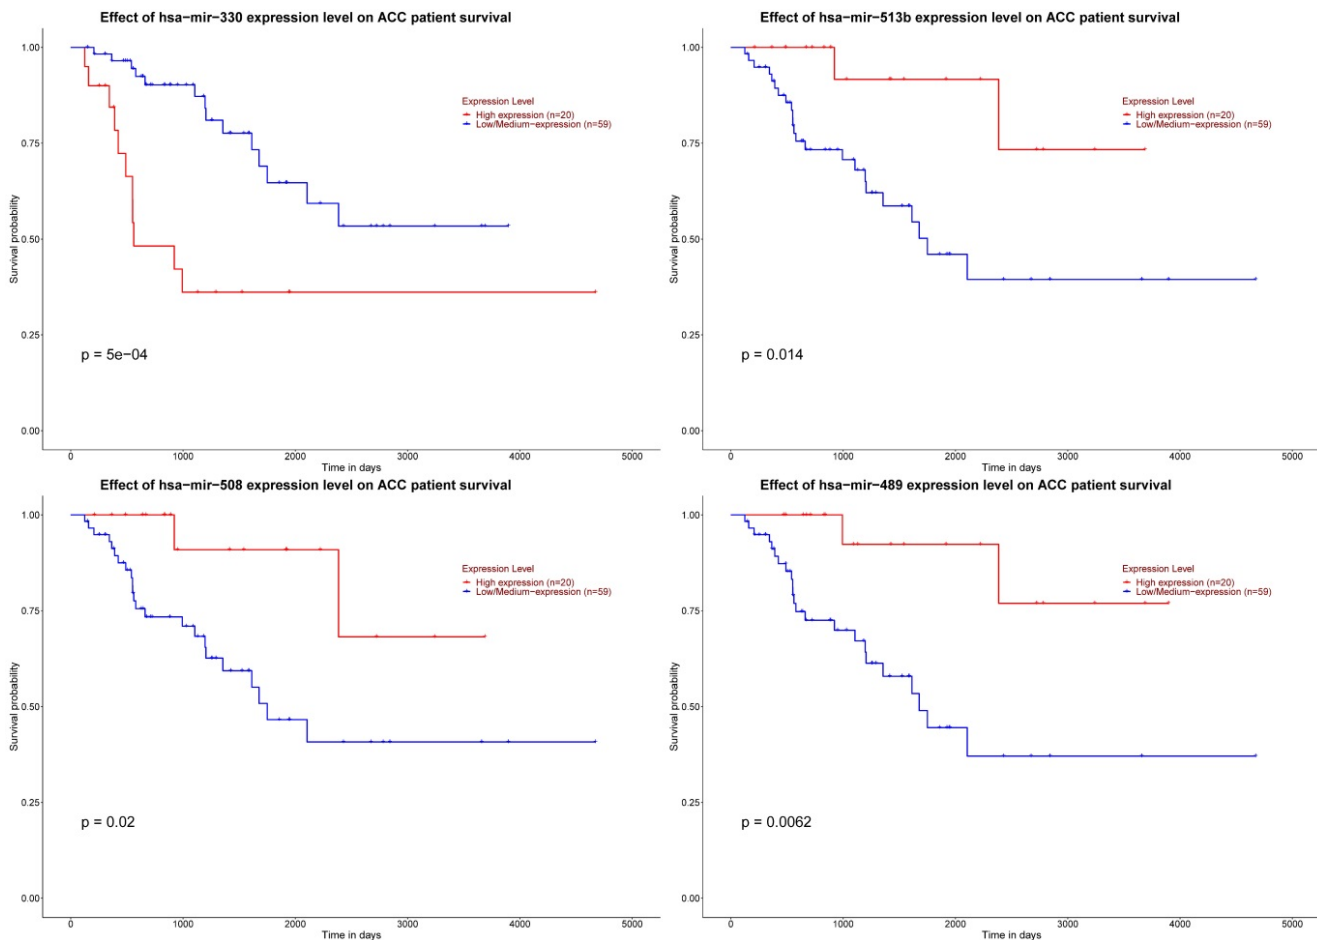 Effect of hsa−mir−330 expression level on ACC patient survival
1.00
0.75
0.50
0.25
0.00
Survival probability
Expression Level
High expression (n=20)
Low/Medium−expression (n=59)
p = 5e−04
0 1000 2000 3000 4000 5000
Time in days
Effect of hsa−mir−513b expression level on ACC patient survival
1.00
0.75
0.50
0.25
0.00
Survival probability
Expression Level
High expression (n=20)
Low/Medium−expression (n=59)
p = 0.014
0 1000 2000 3000 4000 5000
Time in days
Effect of hsa−mir−508 expression level on ACC patient survival
1.00
0.75
0.50
0.25
0.00
Survival probability
Expression Level
High expression (n=20)
Low/Medium−expression (n=59)
p = 0.02
0 1000 2000 3000 4000 5000
Time in days
Effect of hsa−mir−489 expression level on ACC patient survival
1.00
0.75
0.50
0.25
0.00
Survival probability
Expression Level
High expression (n=20)
Low/Medium−expression (n=59)
p = 0.0062
0 1000 2000 3000 4000 5000
Time in days